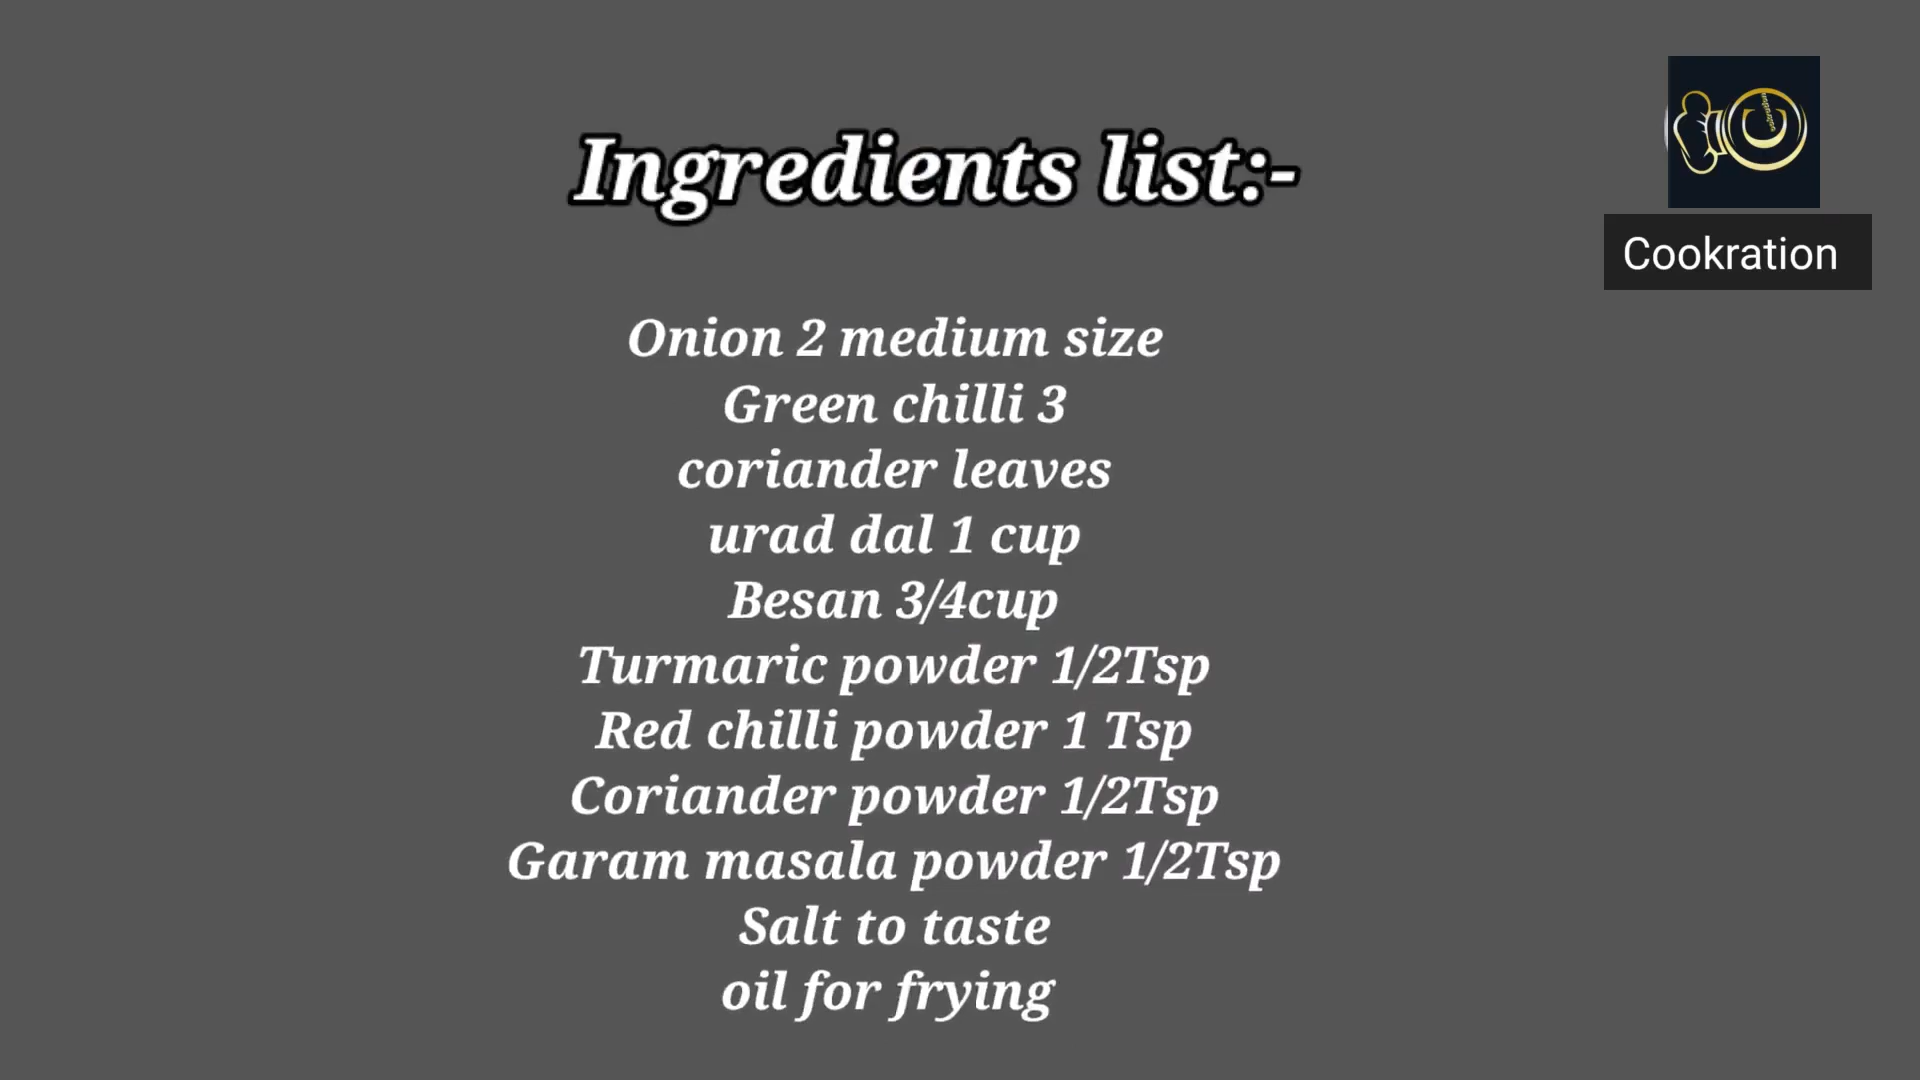 Ingredients list:-
Cookration
Onion 2 medium size
Green chilli 3
coriander leaves
urad dal 1 cup
Besan 3/4cup
Turmaric powder 1/2Tsp
Red chilli powder 1 Tsp
Coriander powder 1/2Tsp
Garam masala powder 1/2Tsp
Salt to taste
oil for frying